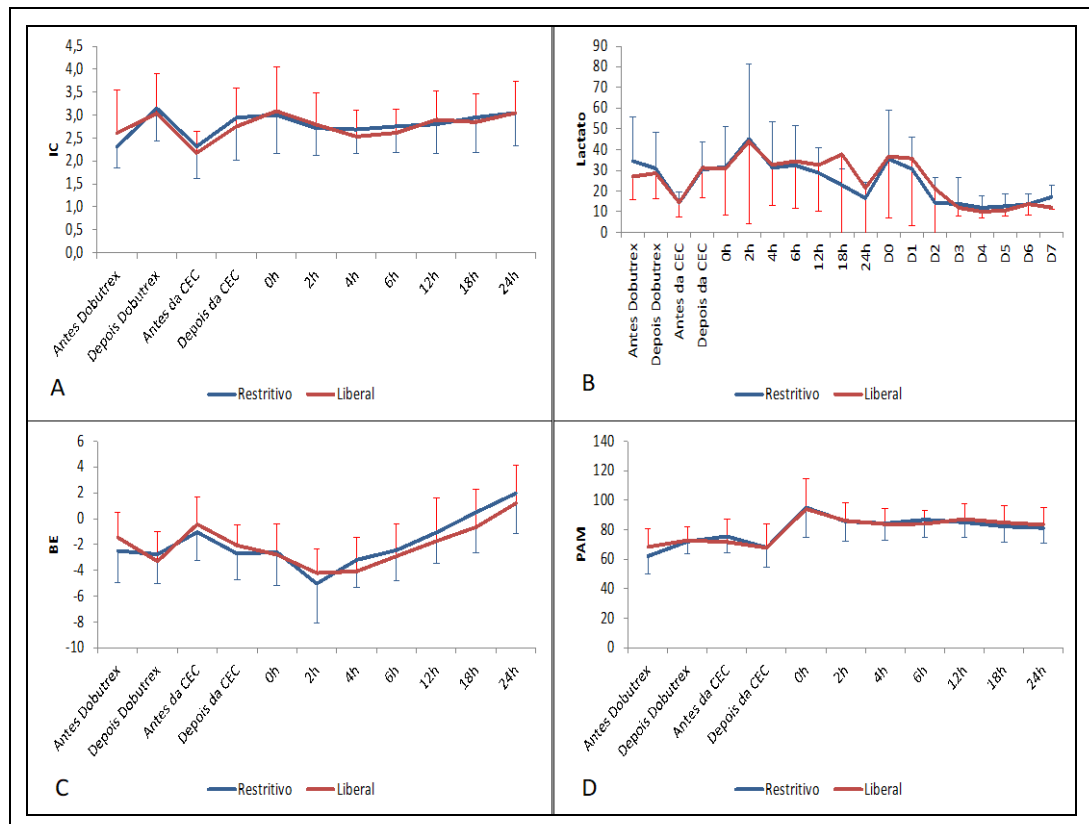 4,5
4,0
3,5
3,0
2,5
2,0
1,5
1,0
0,5
0,0
IC
Antes Dobutrex
Depois Dobutrex
Antes da CEC
Depois da CEC
0h
2h
4h
6h
12h
18h
24h
A
Restritivo Liberal
90
80
70
60
50
40
30
20
10
0
Lactato
Antes Dobutrex
Depois Dobutrex
Antes da CEC
Depois da CEC
0h
2h
4h
6h
12h
18h
24h
D0
D1
D2
D3
D4
D5
D6
D7
B
Restritivo Liberal
6
4
2
0
-2
-4
-6
-8
-10
BE
Antes Dobutrex
Depois Dobutrex
Antes da CEC
Depois da CEC
0h
2h
4h
6h
12h
18h
24h
C
Restritivo Liberal
140
120
100
80
60
40
20
0
PAM
Antes Dobutrex
Depois Dobutrex
Antes da CEC
Depois da CEC
0h
2h
4h
6h
12h
18h
24h
D
Restritivo Liberal